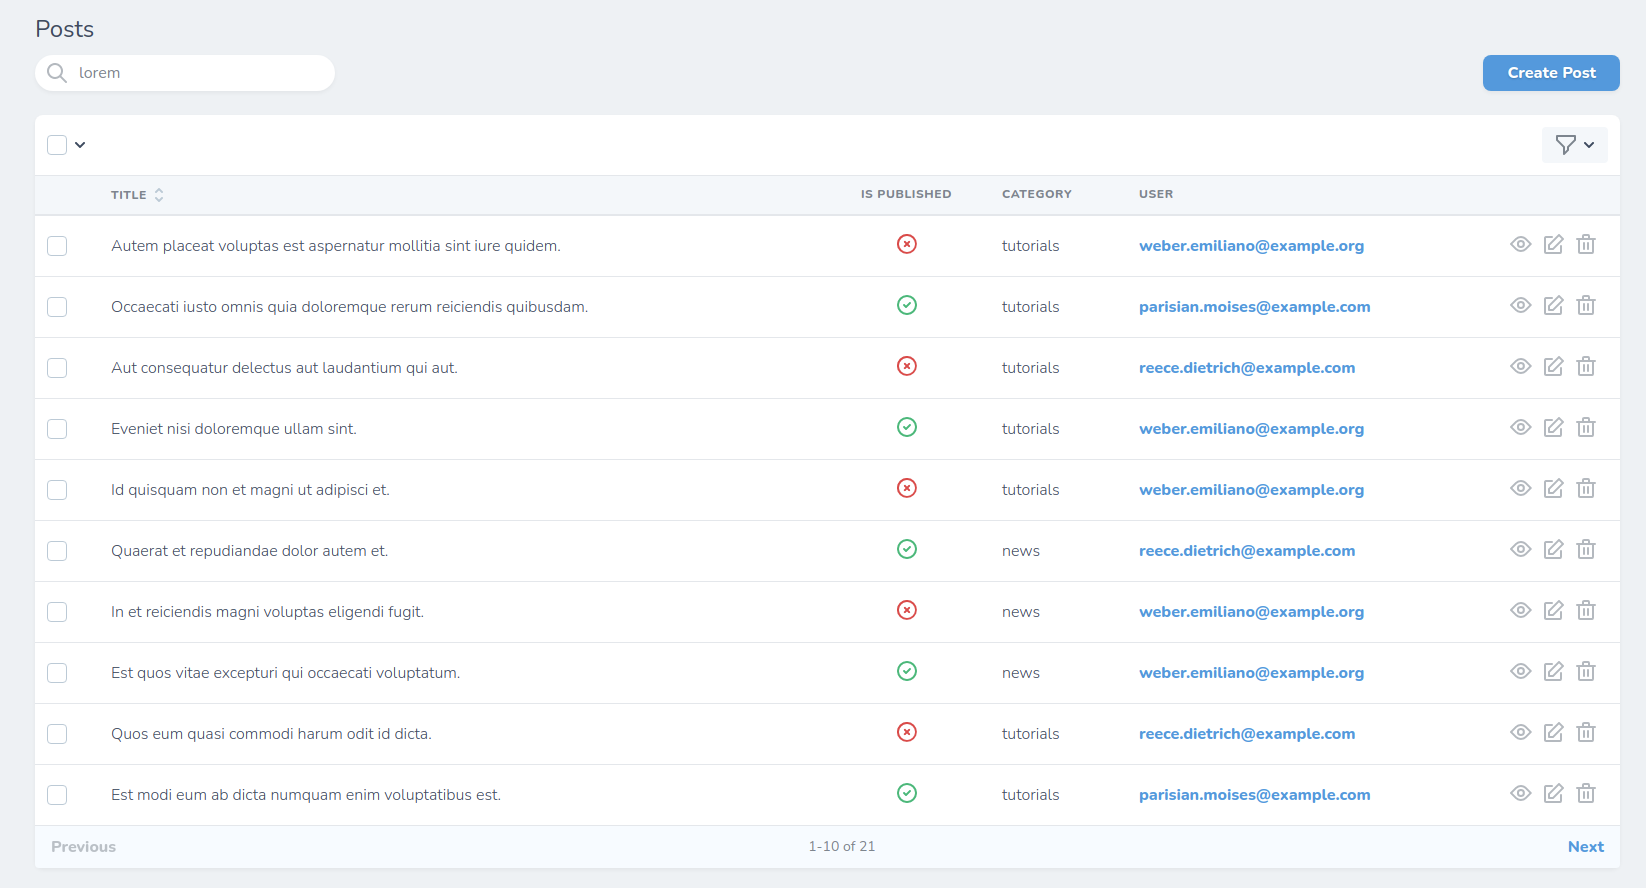 Posts
lorem
Create Post
TITLE IS PUBLISHED CATEGORY USER
Autem placeat voluptas est aspernatur mollitia sint iure quidem. tutorials weber.emiliano@example.org
Occaecati iusto omnis quia doloremque rerum reiciendis quibusdam. tutorials parisian.moises@example.com
Aut consequatur delectus aut laudantium qui aut. tutorials reece.dietrich@example.com
Eveniet nisi doloremque ullam sint. tutorials weber.emiliano@example.org
Id quisquam non et magni ut adipisci et. tutorials weber.emiliano@example.org
Quaerat et repudiandae dolor autem et. news reece.dietrich@example.com
In et reiciendis magni voluptas eligendi fugit. news weber.emiliano@example.org
Est quos vitae excepturi qui occaecati voluptatum. news weber.emiliano@example.org
Quos eum quasi commodi harum odit id dicta. tutorials reece.dietrich@example.com
Est modi eum ab dicta numquam enim voluptatibus est. tutorials parisian.moises@example.com
Previous 1-10 of 21 Next